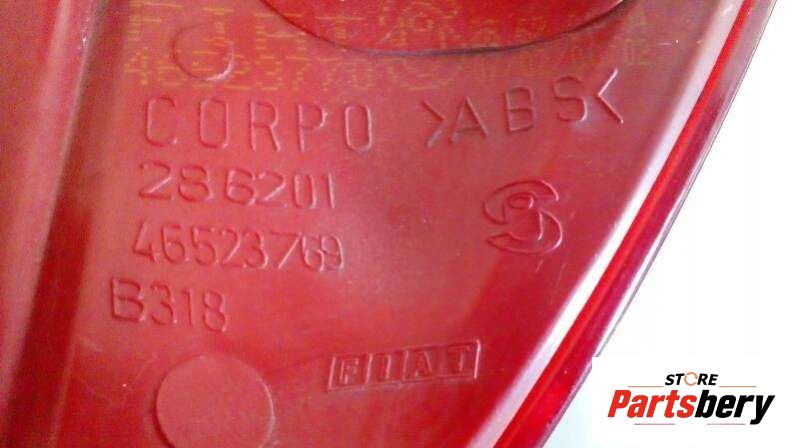 CORPO >ABS<
286201
46523769
B318
FIAT
STORE
Partsbery